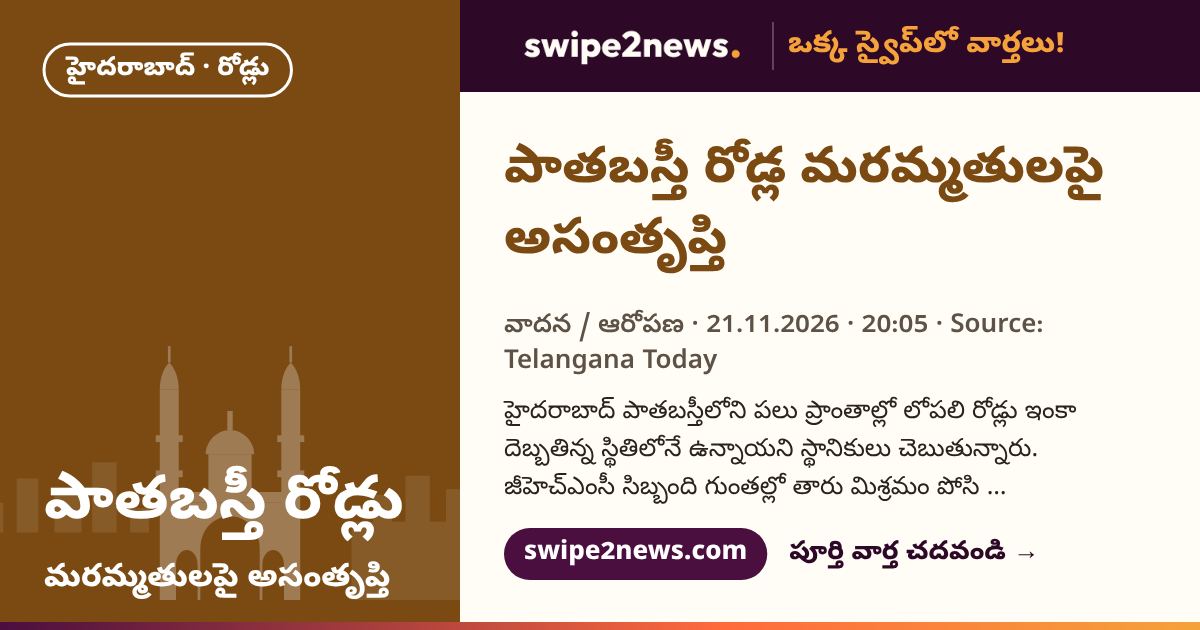 హైదరాబాద్ · రోడ్లు
పాతబస్తీ రోడ్లు
మరమ్మతులపై అసంతృప్తి
swipe2news.
ఒక్క స్వైప్‌లో వార్తలు!
పాతబస్తీ రోడ్ల మరమ్మతులపై
అసంతృప్తి
వాదన / ఆరోపణ · 21.11.2026 · 20:05 · Source:
Telangana Today
హైదరాబాద్ పాతబస్తీలోని పలు ప్రాంతాల్లో లోపలి రోడ్లు ఇంకా
దెబ్బతిన్న స్థితిలోనే ఉన్నాయని స్థానికులు చెబుతున్నారు.
జీహెచ్ఎంసీ సిబ్బంది గుంతల్లో తారు మిశ్రమం పోసి ...
swipe2news.com
పూర్తి వార్త చదవండి →